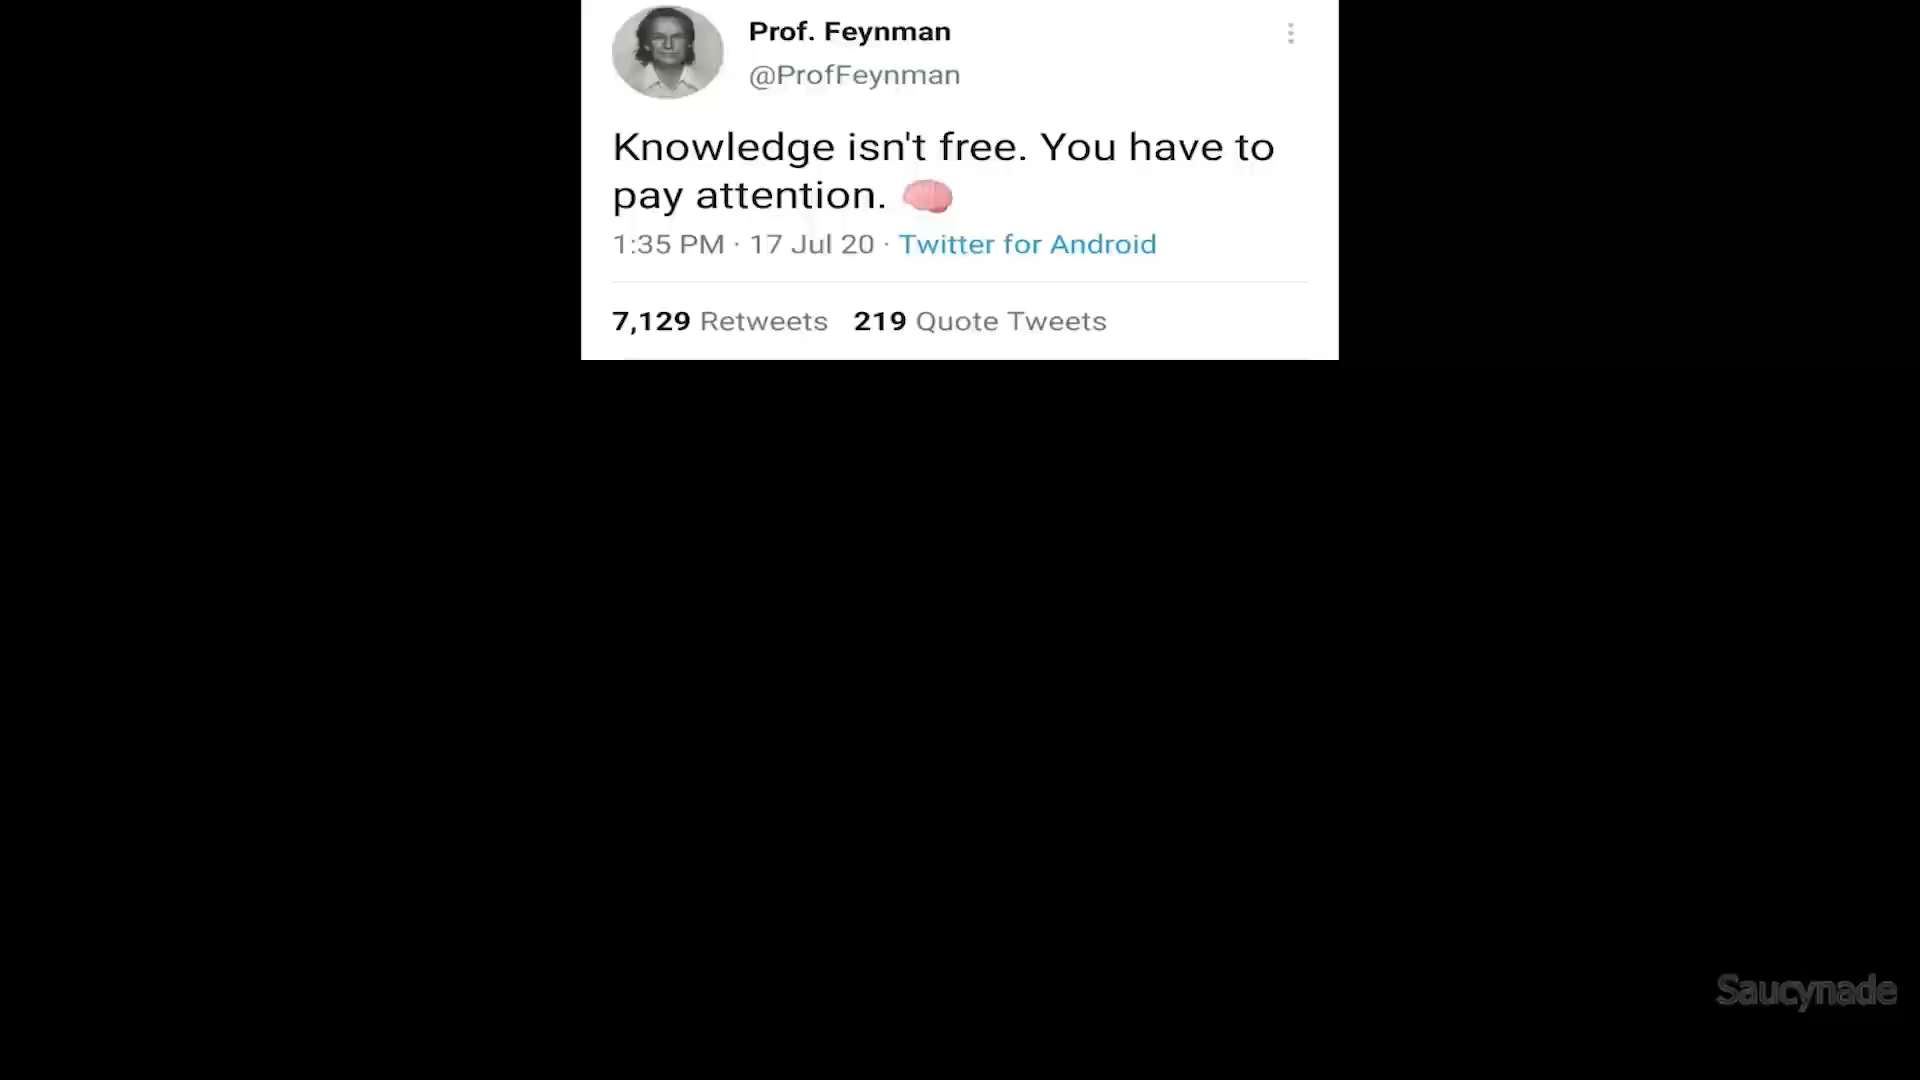 Prof. Feynman
@ProfFeynman
Knowledge isn't free. You have to
pay attention. 🧠
1:35 PM · 17 Jul 20 · Twitter for Android
7,129 Retweets 219 Quote Tweets
Saucynade